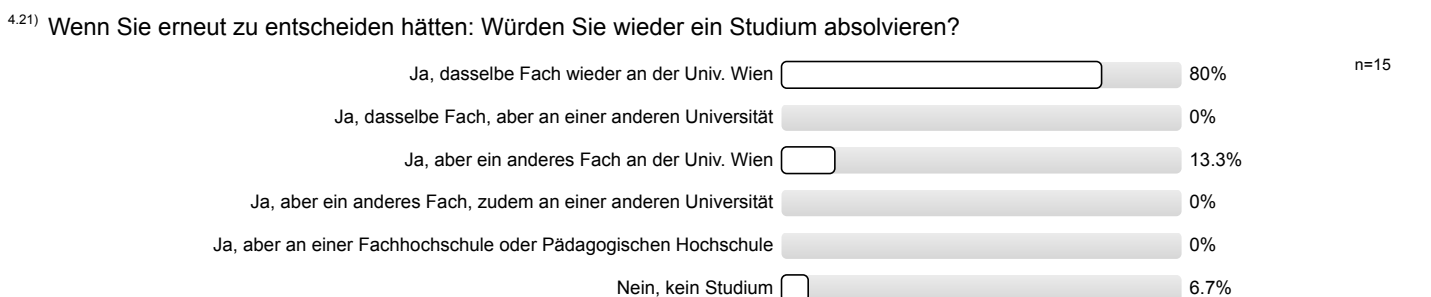 4.21) Wenn Sie erneut zu entscheiden hätten: Würden Sie wieder ein Studium absolvieren?
Ja, dasselbe Fach wieder an der Univ. Wien 80% n=15
Ja, dasselbe Fach, aber an einer anderen Universität 0%
Ja, aber ein anderes Fach an der Univ. Wien 13.3%
Ja, aber ein anderes Fach, zudem an einer anderen Universität 0%
Ja, aber an einer Fachhochschule oder Pädagogischen Hochschule 0%
Nein, kein Studium 6.7%